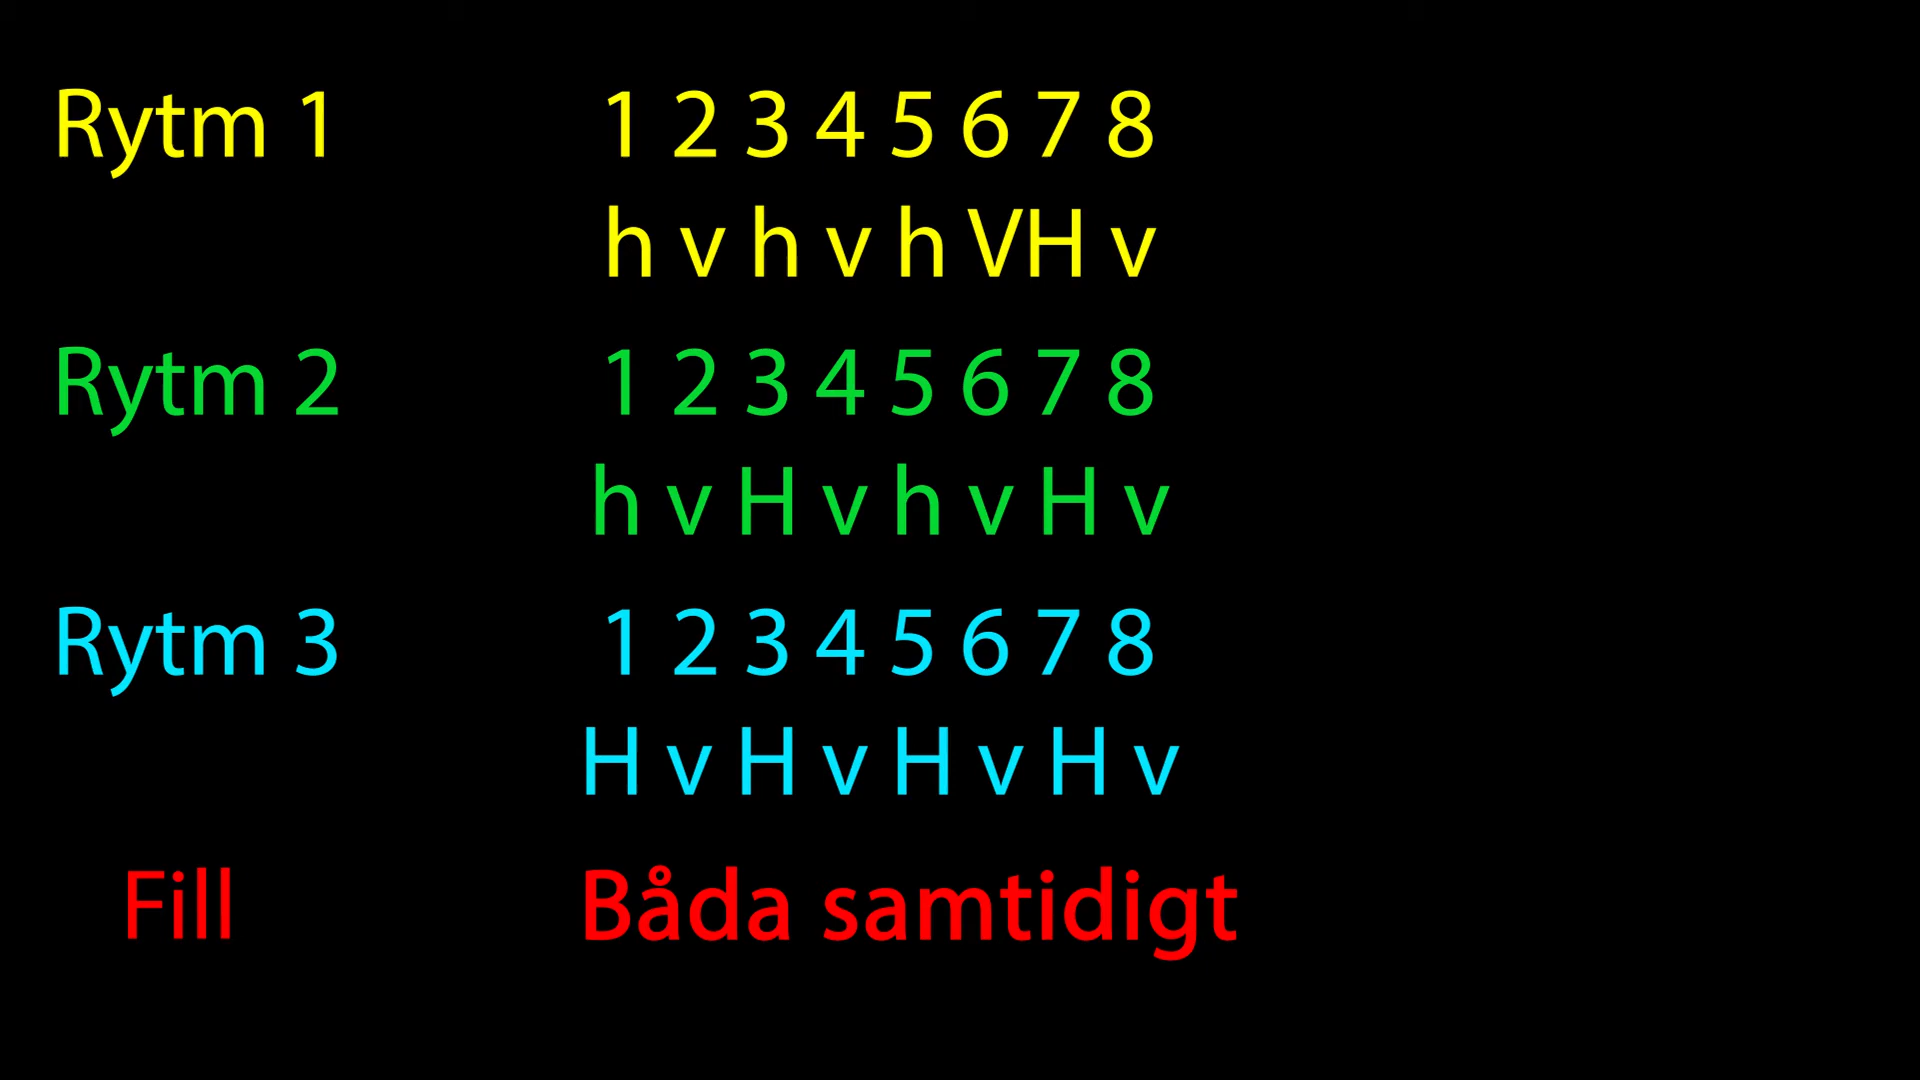 Rytm 1 1 2 3 4 5 6 7 8
h v h v h VH v
Rytm 2 1 2 3 4 5 6 7 8
h v H v h v H v
Rytm 3 1 2 3 4 5 6 7 8
H v H v H v H v
Fill Båda samtidigt